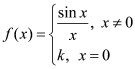 f(x) = { sin x / x, x ≠ 0
k, x = 0